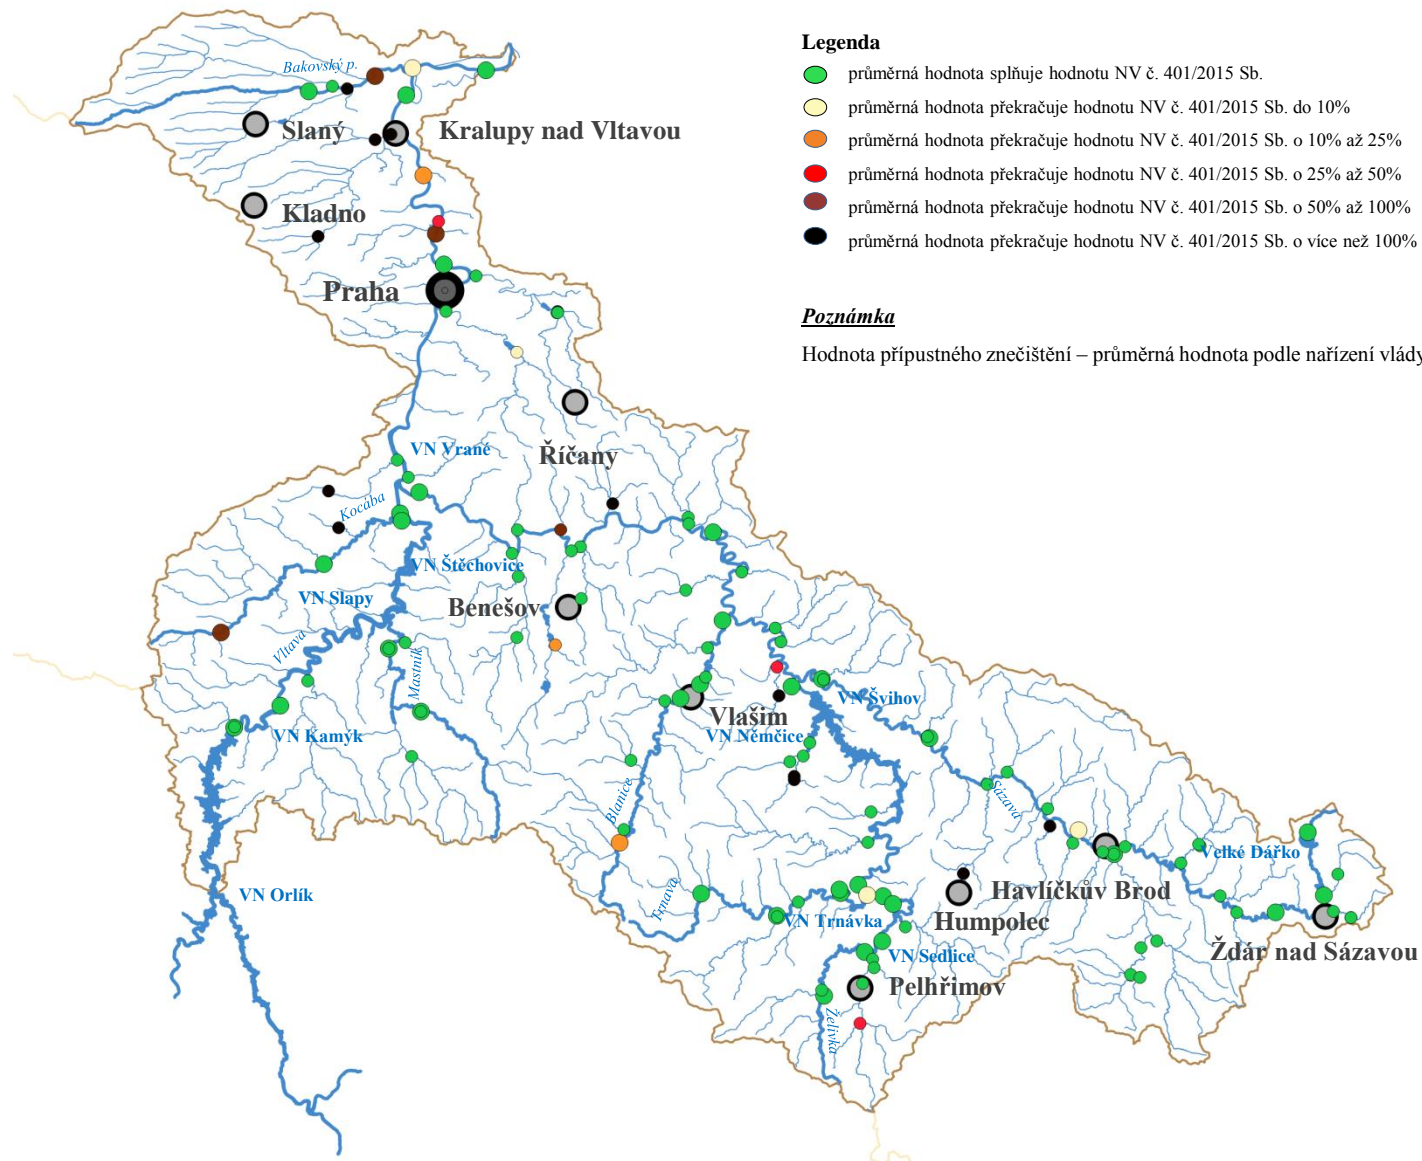 Legenda
průměrná hodnota splňuje hodnotu NV č. 401/2015 Sb.
průměrná hodnota překračuje hodnotu NV č. 401/2015 Sb. do 10%
průměrná hodnota překračuje hodnotu NV č. 401/2015 Sb. o 10% až 25%
průměrná hodnota překračuje hodnotu NV č. 401/2015 Sb. o 25% až 50%
průměrná hodnota překračuje hodnotu NV č. 401/2015 Sb. o 50% až 100%
průměrná hodnota překračuje hodnotu NV č. 401/2015 Sb. o více než 100%
Poznámka
Hodnota přípustného znečištění – průměrná hodnota podle nařízení vlády
Bakovský p.
Slaný
Kralupy nad Vltavou
Kladno
Praha
VN Vrané
Říčany
Kocába
VN Štěchovice
VN Slapy
Benešov
Vltava
Mastník
VN Švihov
Vlašim
VN Němčice
VN Kamýk
Blanice
Sázava
Velké Dářko
VN Orlík
Trnava
Havlíčkův Brod
Humpolec
VN Trnávka
VN Sedlice
Žďár nad Sázavou
Pelhřimov
Želivka